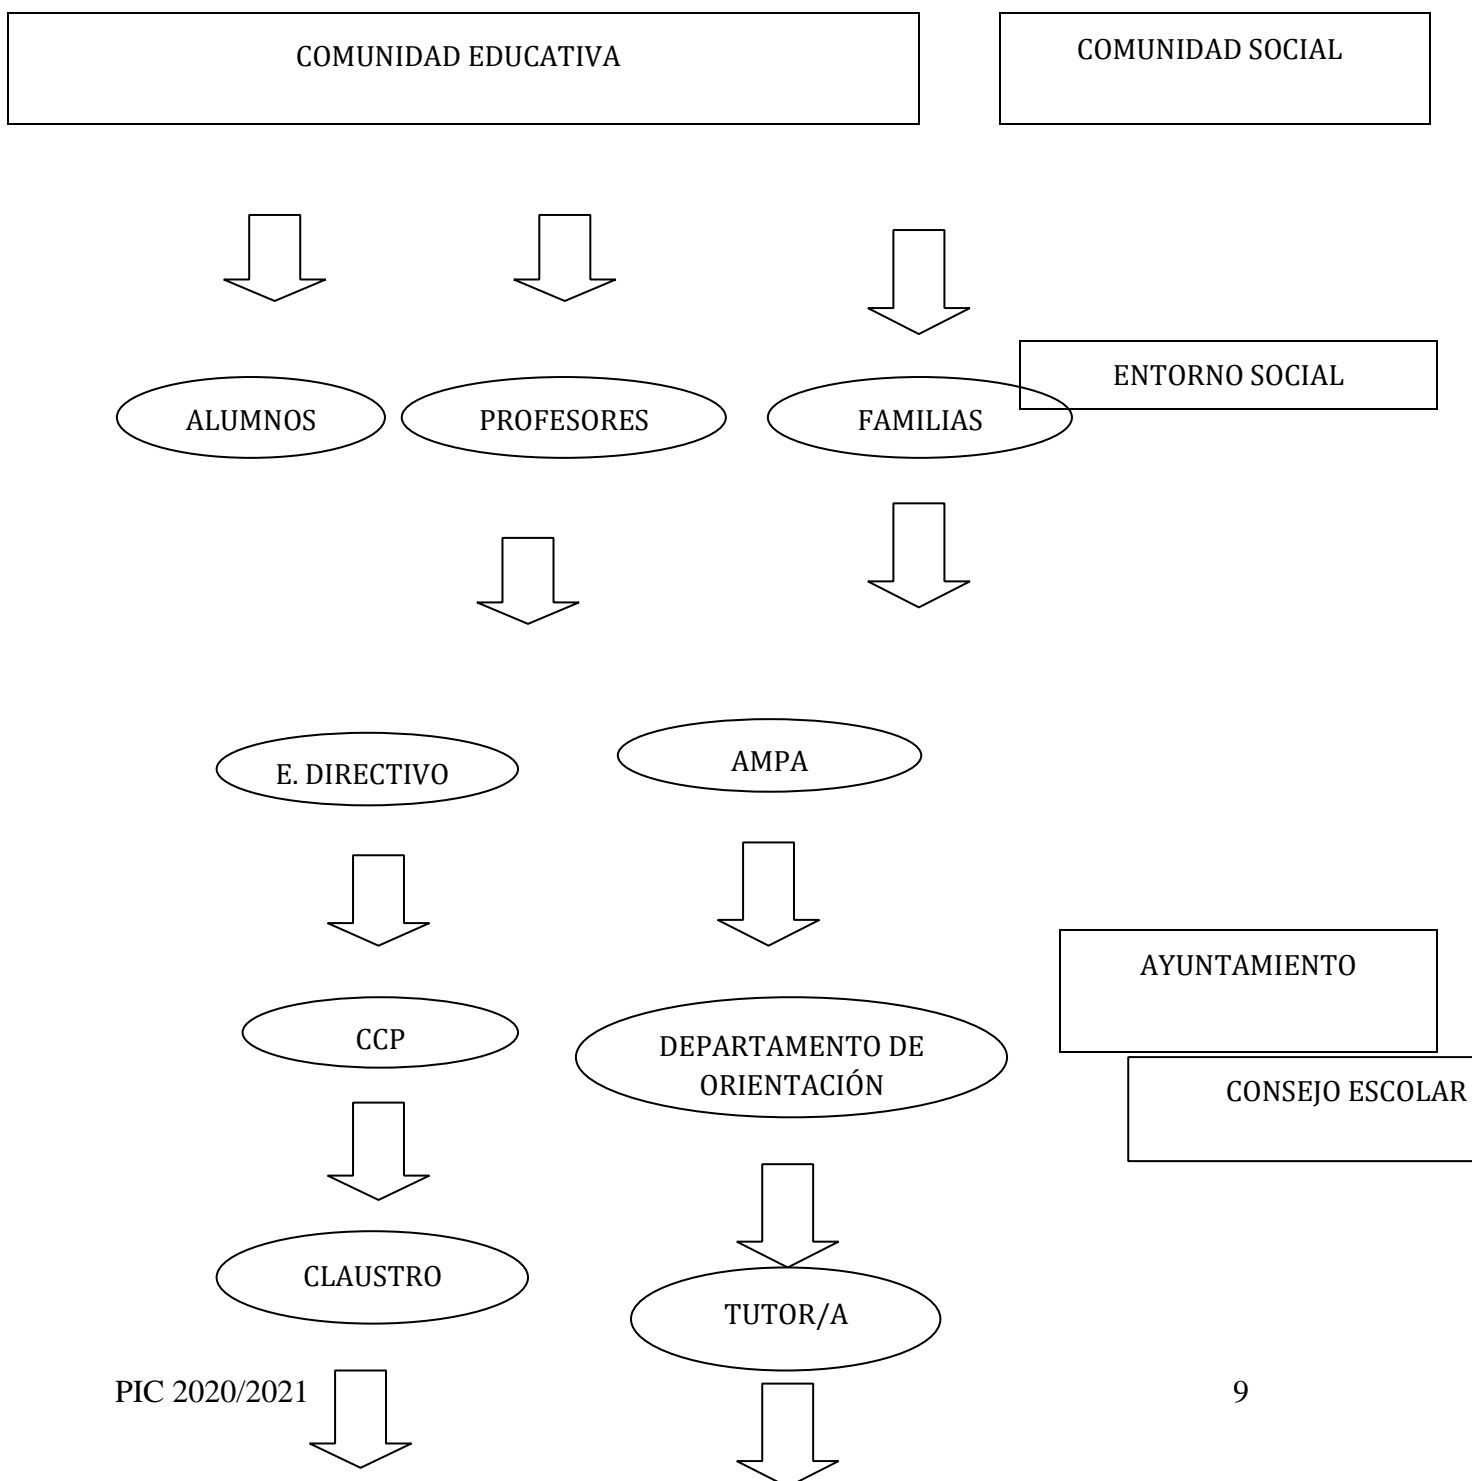 COMUNIDAD EDUCATIVA
COMUNIDAD SOCIAL
ENTORNO SOCIAL
ALUMNOS
PROFESORES
FAMILIAS
E. DIRECTIVO
AMPA
AYUNTAMIENTO
CCP
DEPARTAMENTO DE
ORIENTACIÓN
CONSEJO ESCOLAR
CLAUSTRO
TUTOR/A
PIC 2020/2021
9